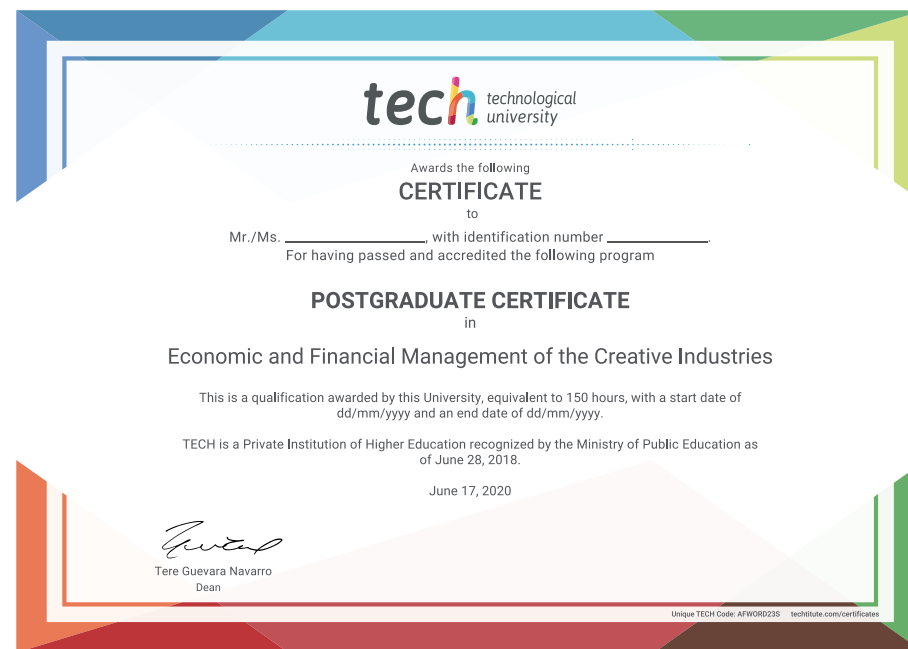 tech technological
university
Awards the following
CERTIFICATE
to
Mr./Ms. ____________________, with identification number __________________.
For having passed and accredited the following program
POSTGRADUATE CERTIFICATE
in
Economic and Financial Management of the Creative Industries
This is a qualification awarded by this University, equivalent to 150 hours, with a start date of
dd/mm/yyyy and an end date of dd/mm/yyyy.
TECH is a Private Institution of Higher Education recognized by the Ministry of Public Education as
of June 28, 2018.
June 17, 2020
Tere Guevara Navarro
Dean
Unique TECH Code: AFWORD23S techtitute.com/certificates